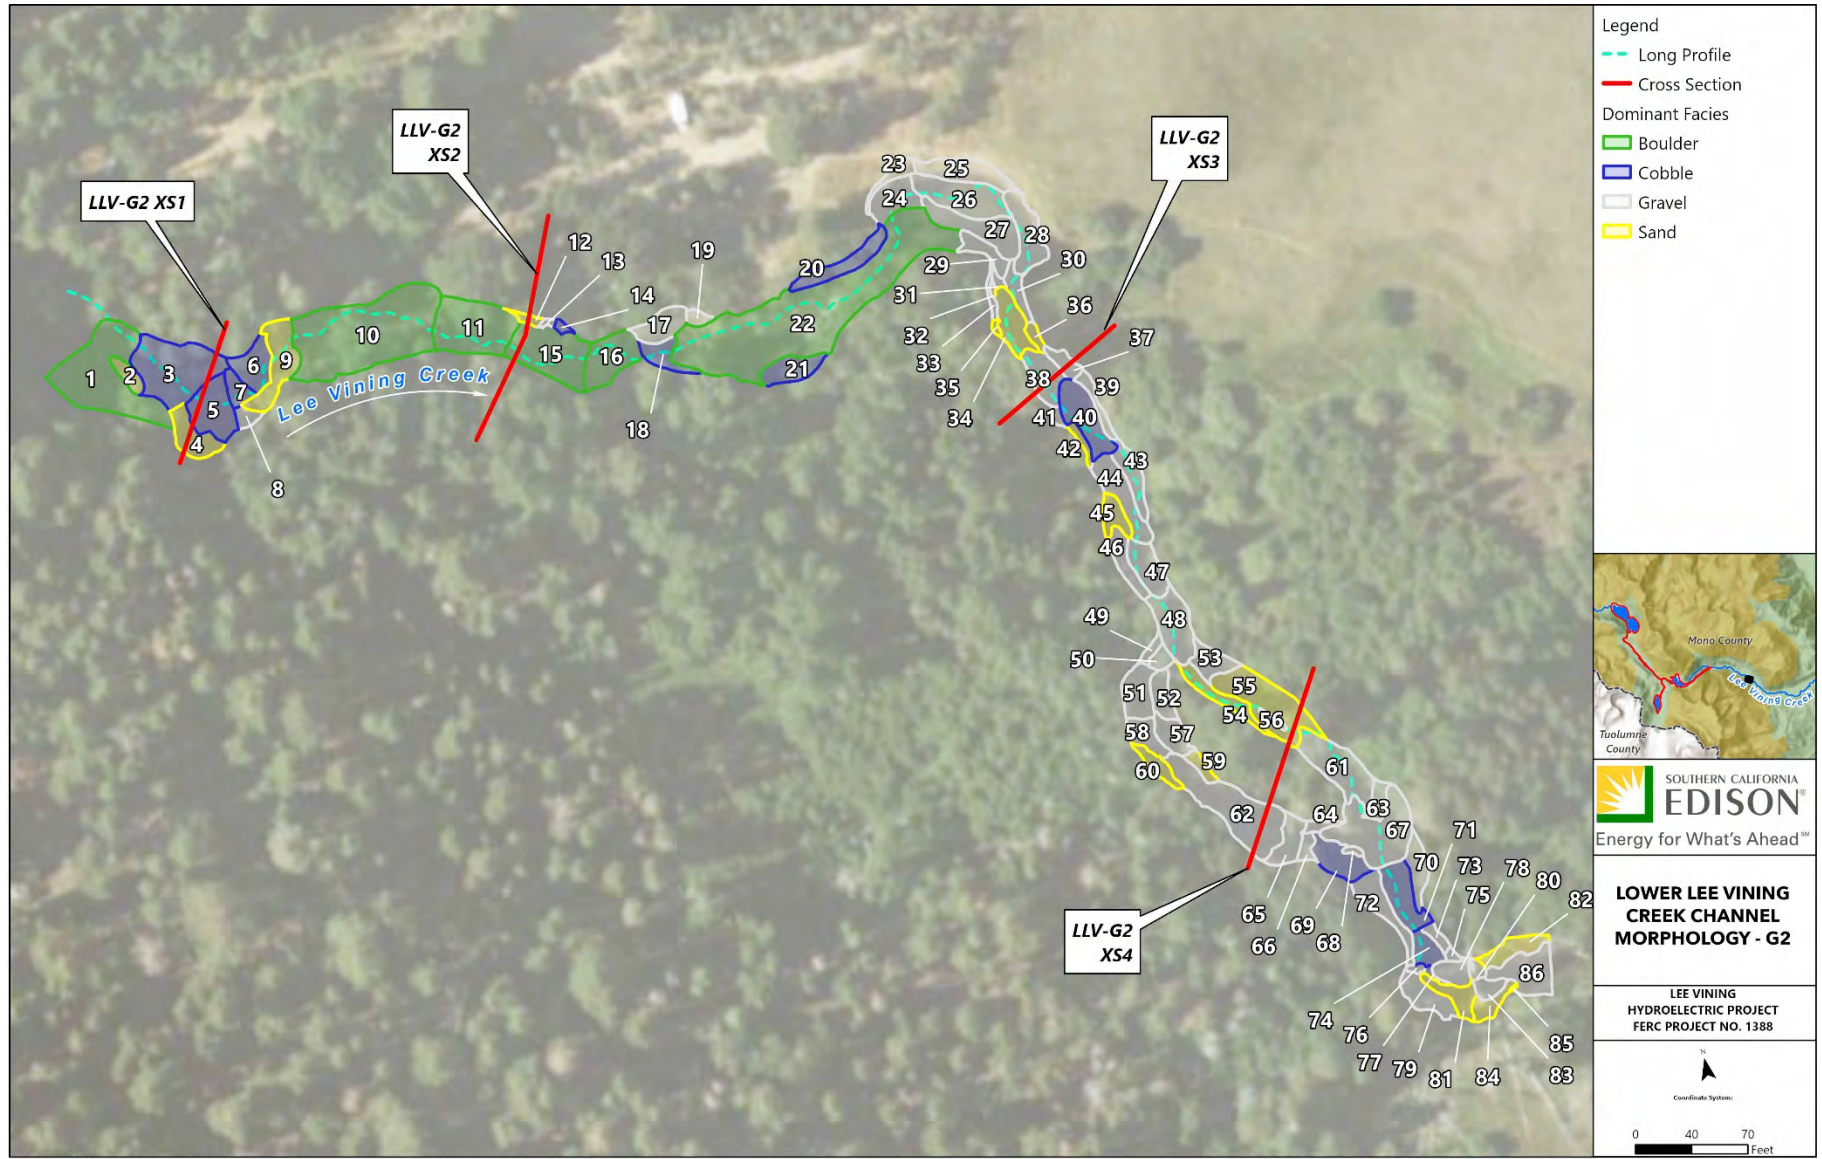 LLV-G2 XS1
LLV-G2
XS2
LLV-G2
XS3
LLV-G2
XS4
Lee Vining Creek
1
2
3
4
5
6
7
8
9
10
11
12
13
14
15
16
17
18
19
20
21
22
23
24
25
26
27
28
29
30
31
32
33
34
35
36
37
38
39
40
41
42
43
44
45
46
47
48
49
50
51
52
53
54
55
56
57
58
59
60
61
62
63
64
65
66
67
68
69
70
71
72
73
74
75
76
77
78
79
80
81
82
83
84
85
86
Legend
Long Profile
Cross Section
Dominant Facies
Boulder
Cobble
Gravel
Sand
Mono County
Lee Vining Creek
Tuolumne
County
SOUTHERN CALIFORNIA
EDISON®
Energy for What's Ahead℠
LOWER LEE VINING
CREEK CHANNEL
MORPHOLOGY - G2
LEE VINING
HYDROELECTRIC PROJECT
FERC PROJECT NO. 1388
N
Coordinate System:
0 40 70
Feet